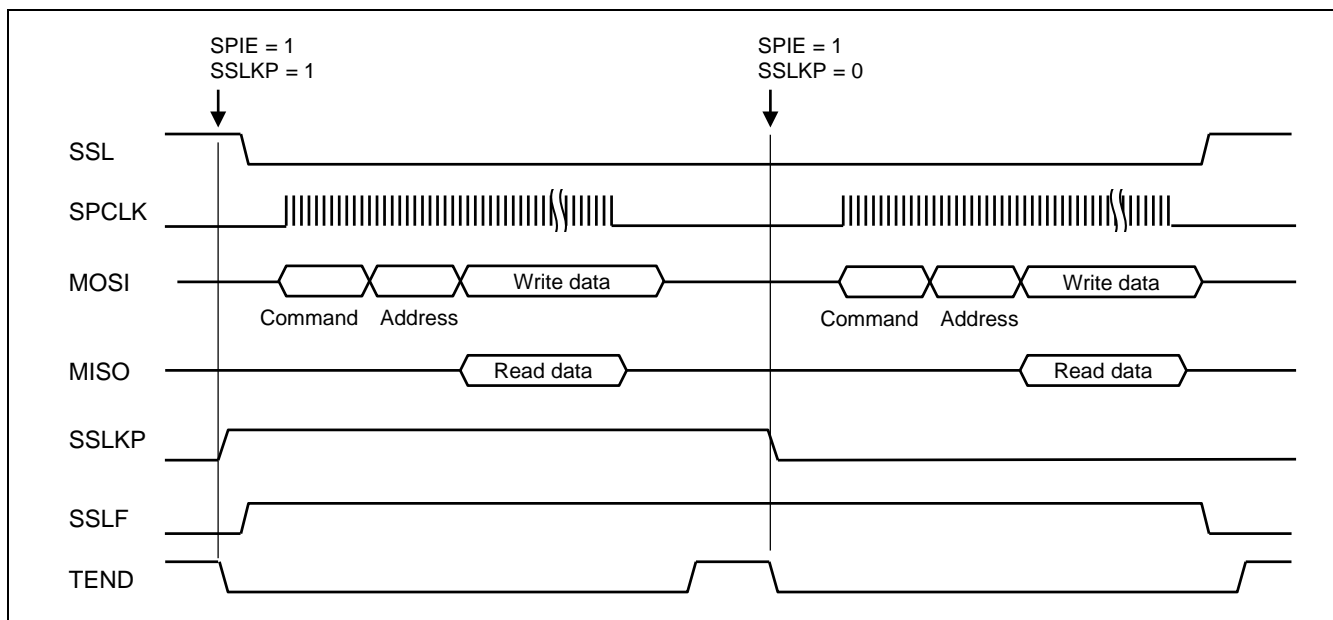 SPIE = 1
SSLKP = 1
SPIE = 1
SSLKP = 0
SSL
SPCLK
MOSI
Write data
Write data
Command Address
Command Address
MISO
Read data
Read data
SSLKP
SSLF
TEND